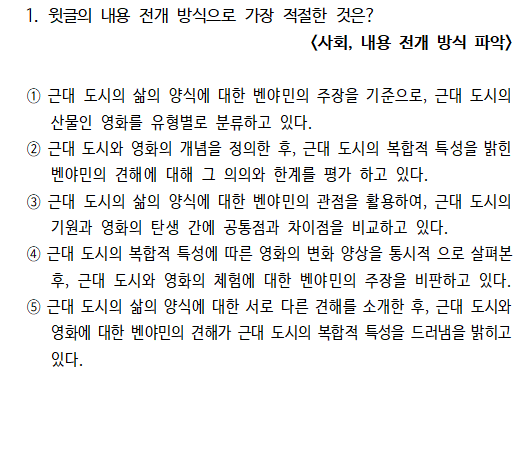 1. 윗글의 내용 전개 방식으로 가장 적절한 것은?
<사회, 내용 전개 방식 파악>
① 근대 도시의 삶의 양식에 대한 벤야민의 주장을 기준으로, 근대 도시의
산물인 영화를 유형별로 분류하고 있다.
② 근대 도시와 영화의 개념을 정의한 후, 근대 도시의 복합적 특성을 밝힌
벤야민의 견해에 대해 그 의의와 한계를 평가 하고 있다.
③ 근대 도시의 삶의 양식에 대한 벤야민의 관점을 활용하여, 근대 도시의
기원과 영화의 탄생 간에 공통점과 차이점을 비교하고 있다.
④ 근대 도시의 복합적 특성에 따른 영화의 변화 양상을 통시적 으로 살펴본
후, 근대 도시와 영화의 체험에 대한 벤야민의 주장을 비판하고 있다.
⑤ 근대 도시의 삶의 양식에 대한 서로 다른 견해를 소개한 후, 근대 도시와
영화에 대한 벤야민의 견해가 근대 도시의 복합적 특성을 드러냄을 밝히고
있다.